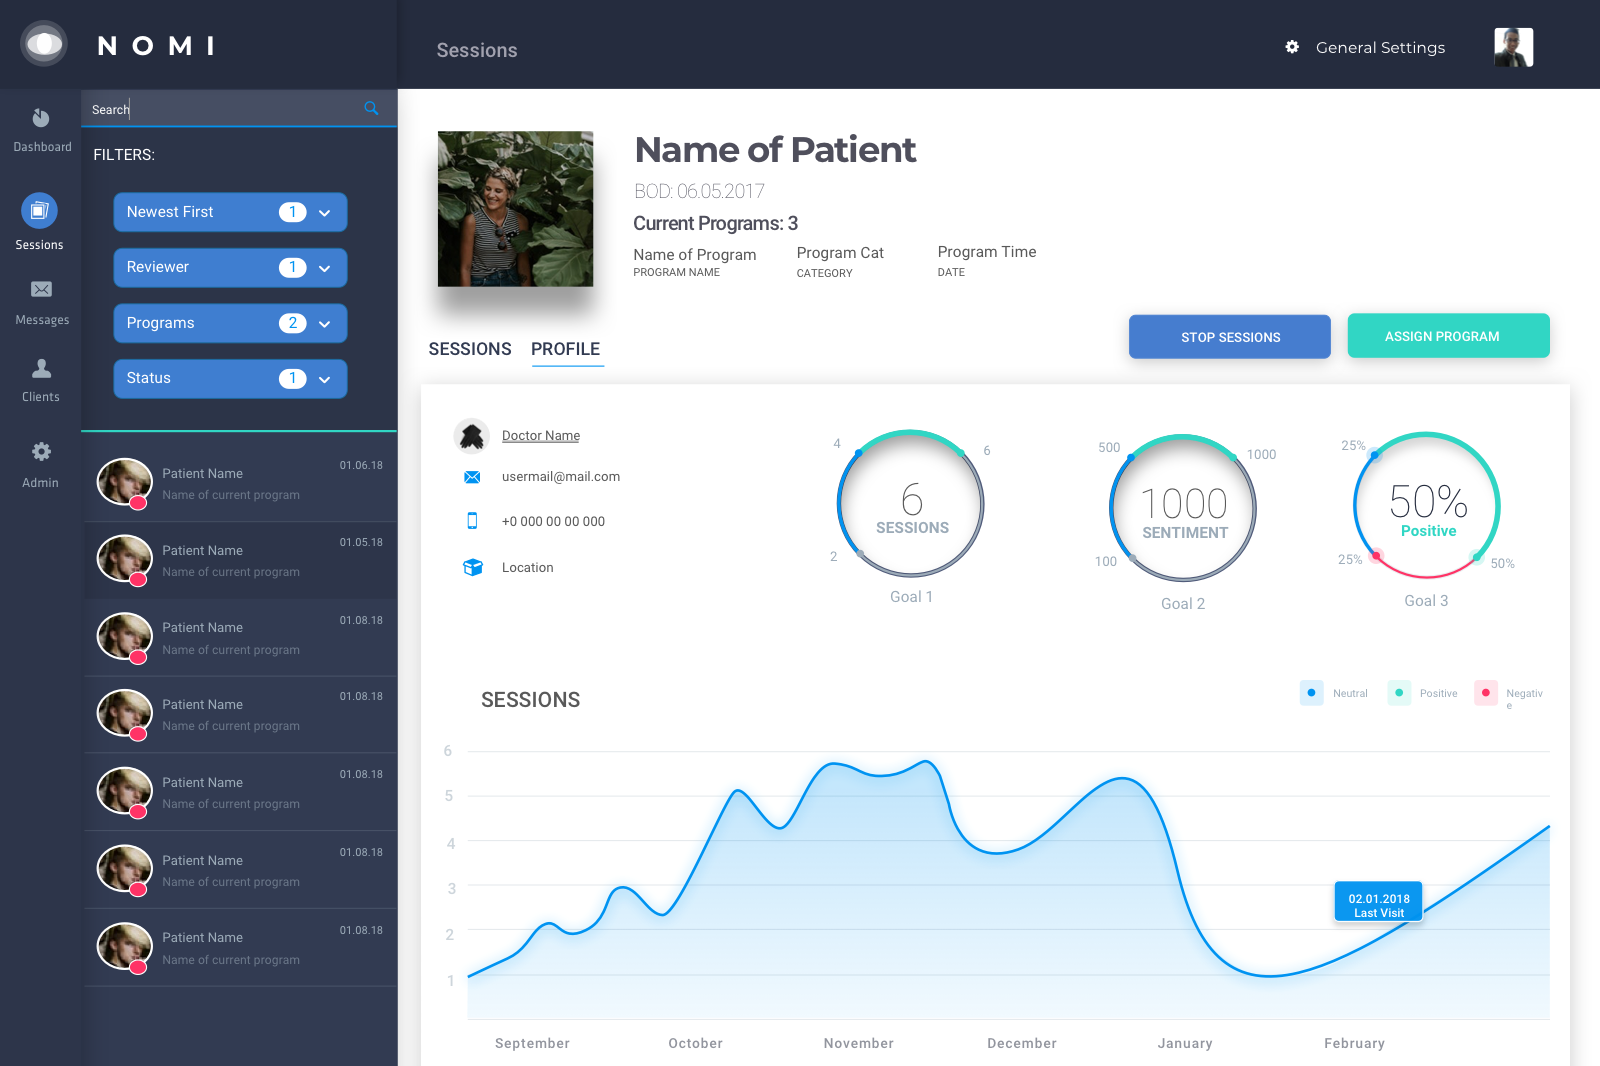 NOMI
Sessions
General Settings
Search
FILTERS:
Newest First 1
Reviewer 1
Programs 2
Status 1
Dashboard
Sessions
Messages
Clients
Admin
Patient Name 01.06.18
Name of current program
Patient Name 01.05.18
Name of current program
Patient Name 01.08.18
Name of current program
Patient Name 01.08.18
Name of current program
Patient Name 01.08.18
Name of current program
Patient Name 01.08.18
Name of current program
Patient Name 01.08.18
Name of current program
Name of Patient
BOD: 06.05.2017
Current Programs: 3
Name of Program Program Cat Program Time
PROGRAM NAME CATEGORY DATE
SESSIONS PROFILE
STOP SESSIONS
ASSIGN PROGRAM
Doctor Name
usermail@mail.com
+0 000 00 00 000
Location
4 6
6
SESSIONS
2
Goal 1
500 1000
1000
SENTIMENT
100
Goal 2
25%
50%
Positive
25% 50%
Goal 3
SESSIONS
Neutral Positive Negativ
e
6
5
4
3
2
1
02.01.2018
Last Visit
September October November December January February